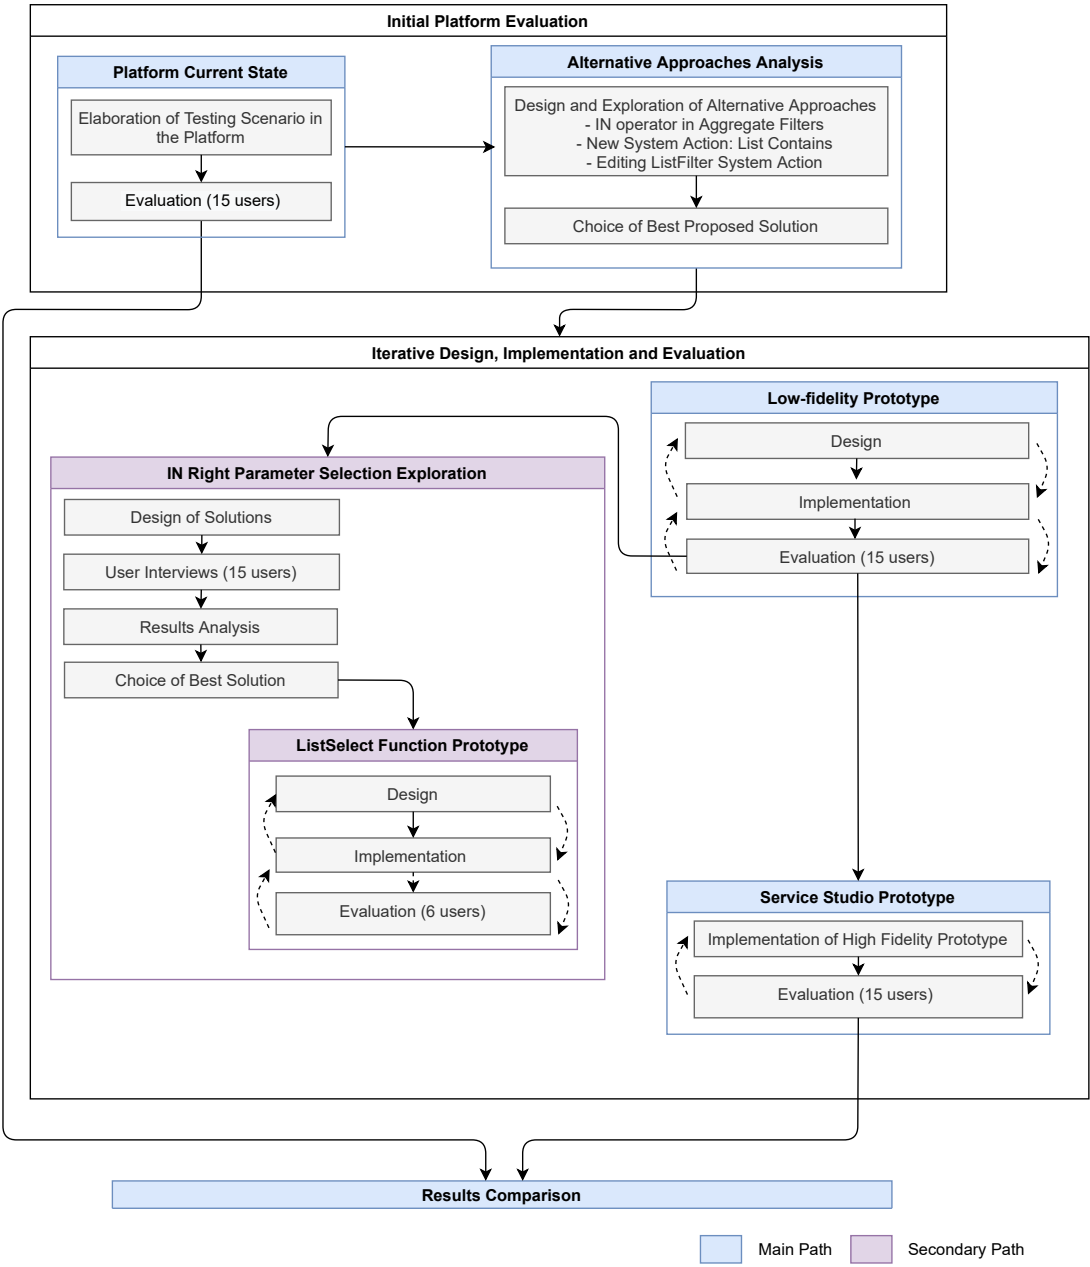 Initial Platform Evaluation
Platform Current State
Elaboration of Testing Scenario in
the Platform
Evaluation (15 users)
Alternative Approaches Analysis
Design and Exploration of Alternative Approaches
- IN operator in Aggregate Filters
- New System Action: List Contains
- Editing ListFilter System Action
Choice of Best Proposed Solution
Iterative Design, Implementation and Evaluation
Low-fidelity Prototype
Design
Implementation
Evaluation (15 users)
IN Right Parameter Selection Exploration
Design of Solutions
User Interviews (15 users)
Results Analysis
Choice of Best Solution
ListSelect Function Prototype
Design
Implementation
Evaluation (6 users)
Service Studio Prototype
Implementation of High Fidelity Prototype
Evaluation (15 users)
Results Comparison
Main Path
Secondary Path